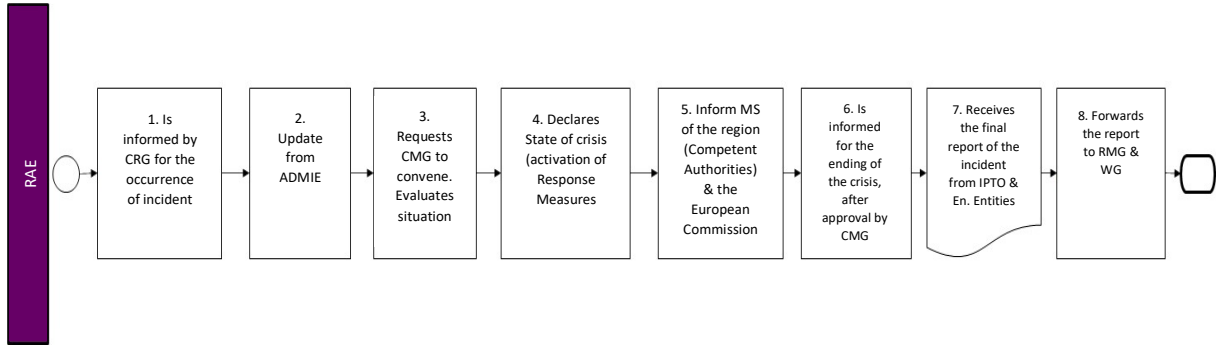 RAE
1. Is
informed by
CRG for the
occurrence
of incident
2.
Update
from
ADMIE
3.
Requests
CMG to
convene.
Evaluates
situation
4. Declares
State of crisis
(activation of
Response
Measures
5. Inform MS
of the region
(Competent
Authorities)
& the
European
Commission
6. Is
informed
for the
ending of
the crisis,
after
approval by
CMG
7. Receives
the final
report of the
incident
from IPTO &
En. Entities
8. Forwards
the report
to RMG &
WG